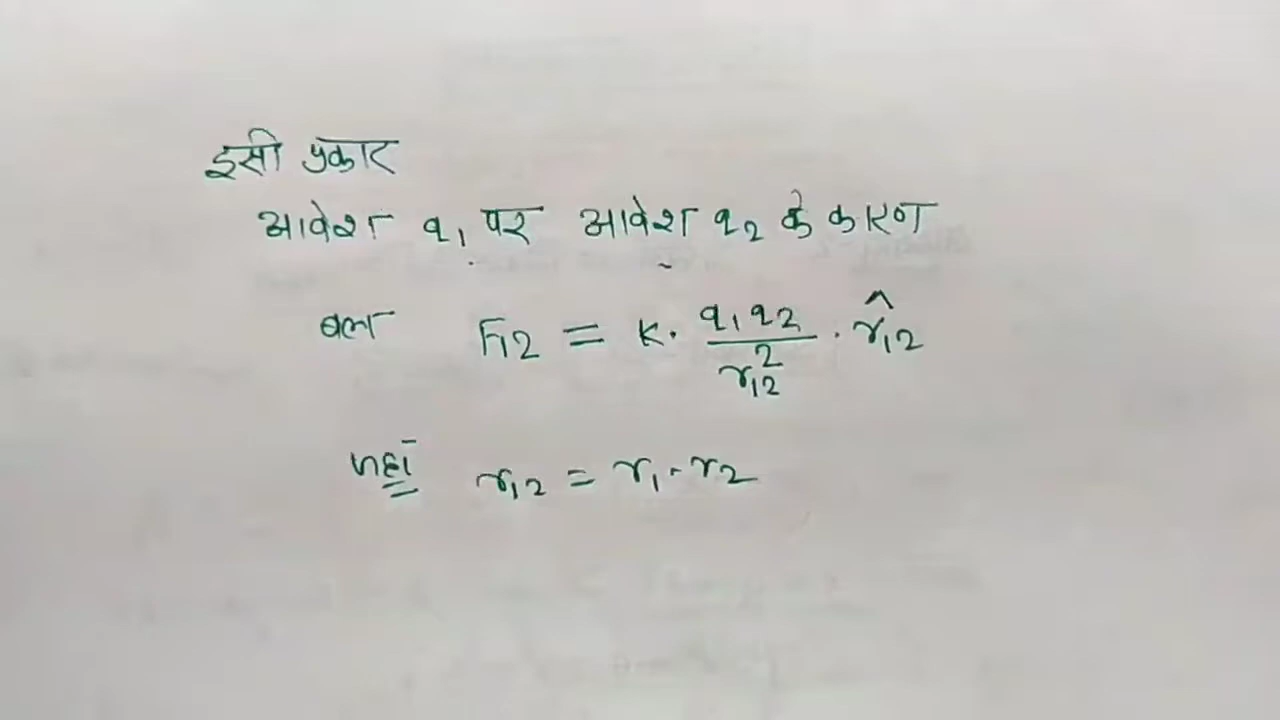 इसी प्रकार
आवेश q₁ पर आवेश q₂ के कारण
बल F₁₂ = K. q₁q₂ / r₁₂² . r̂₁₂
जहां r₁₂ = r₁ - r₂